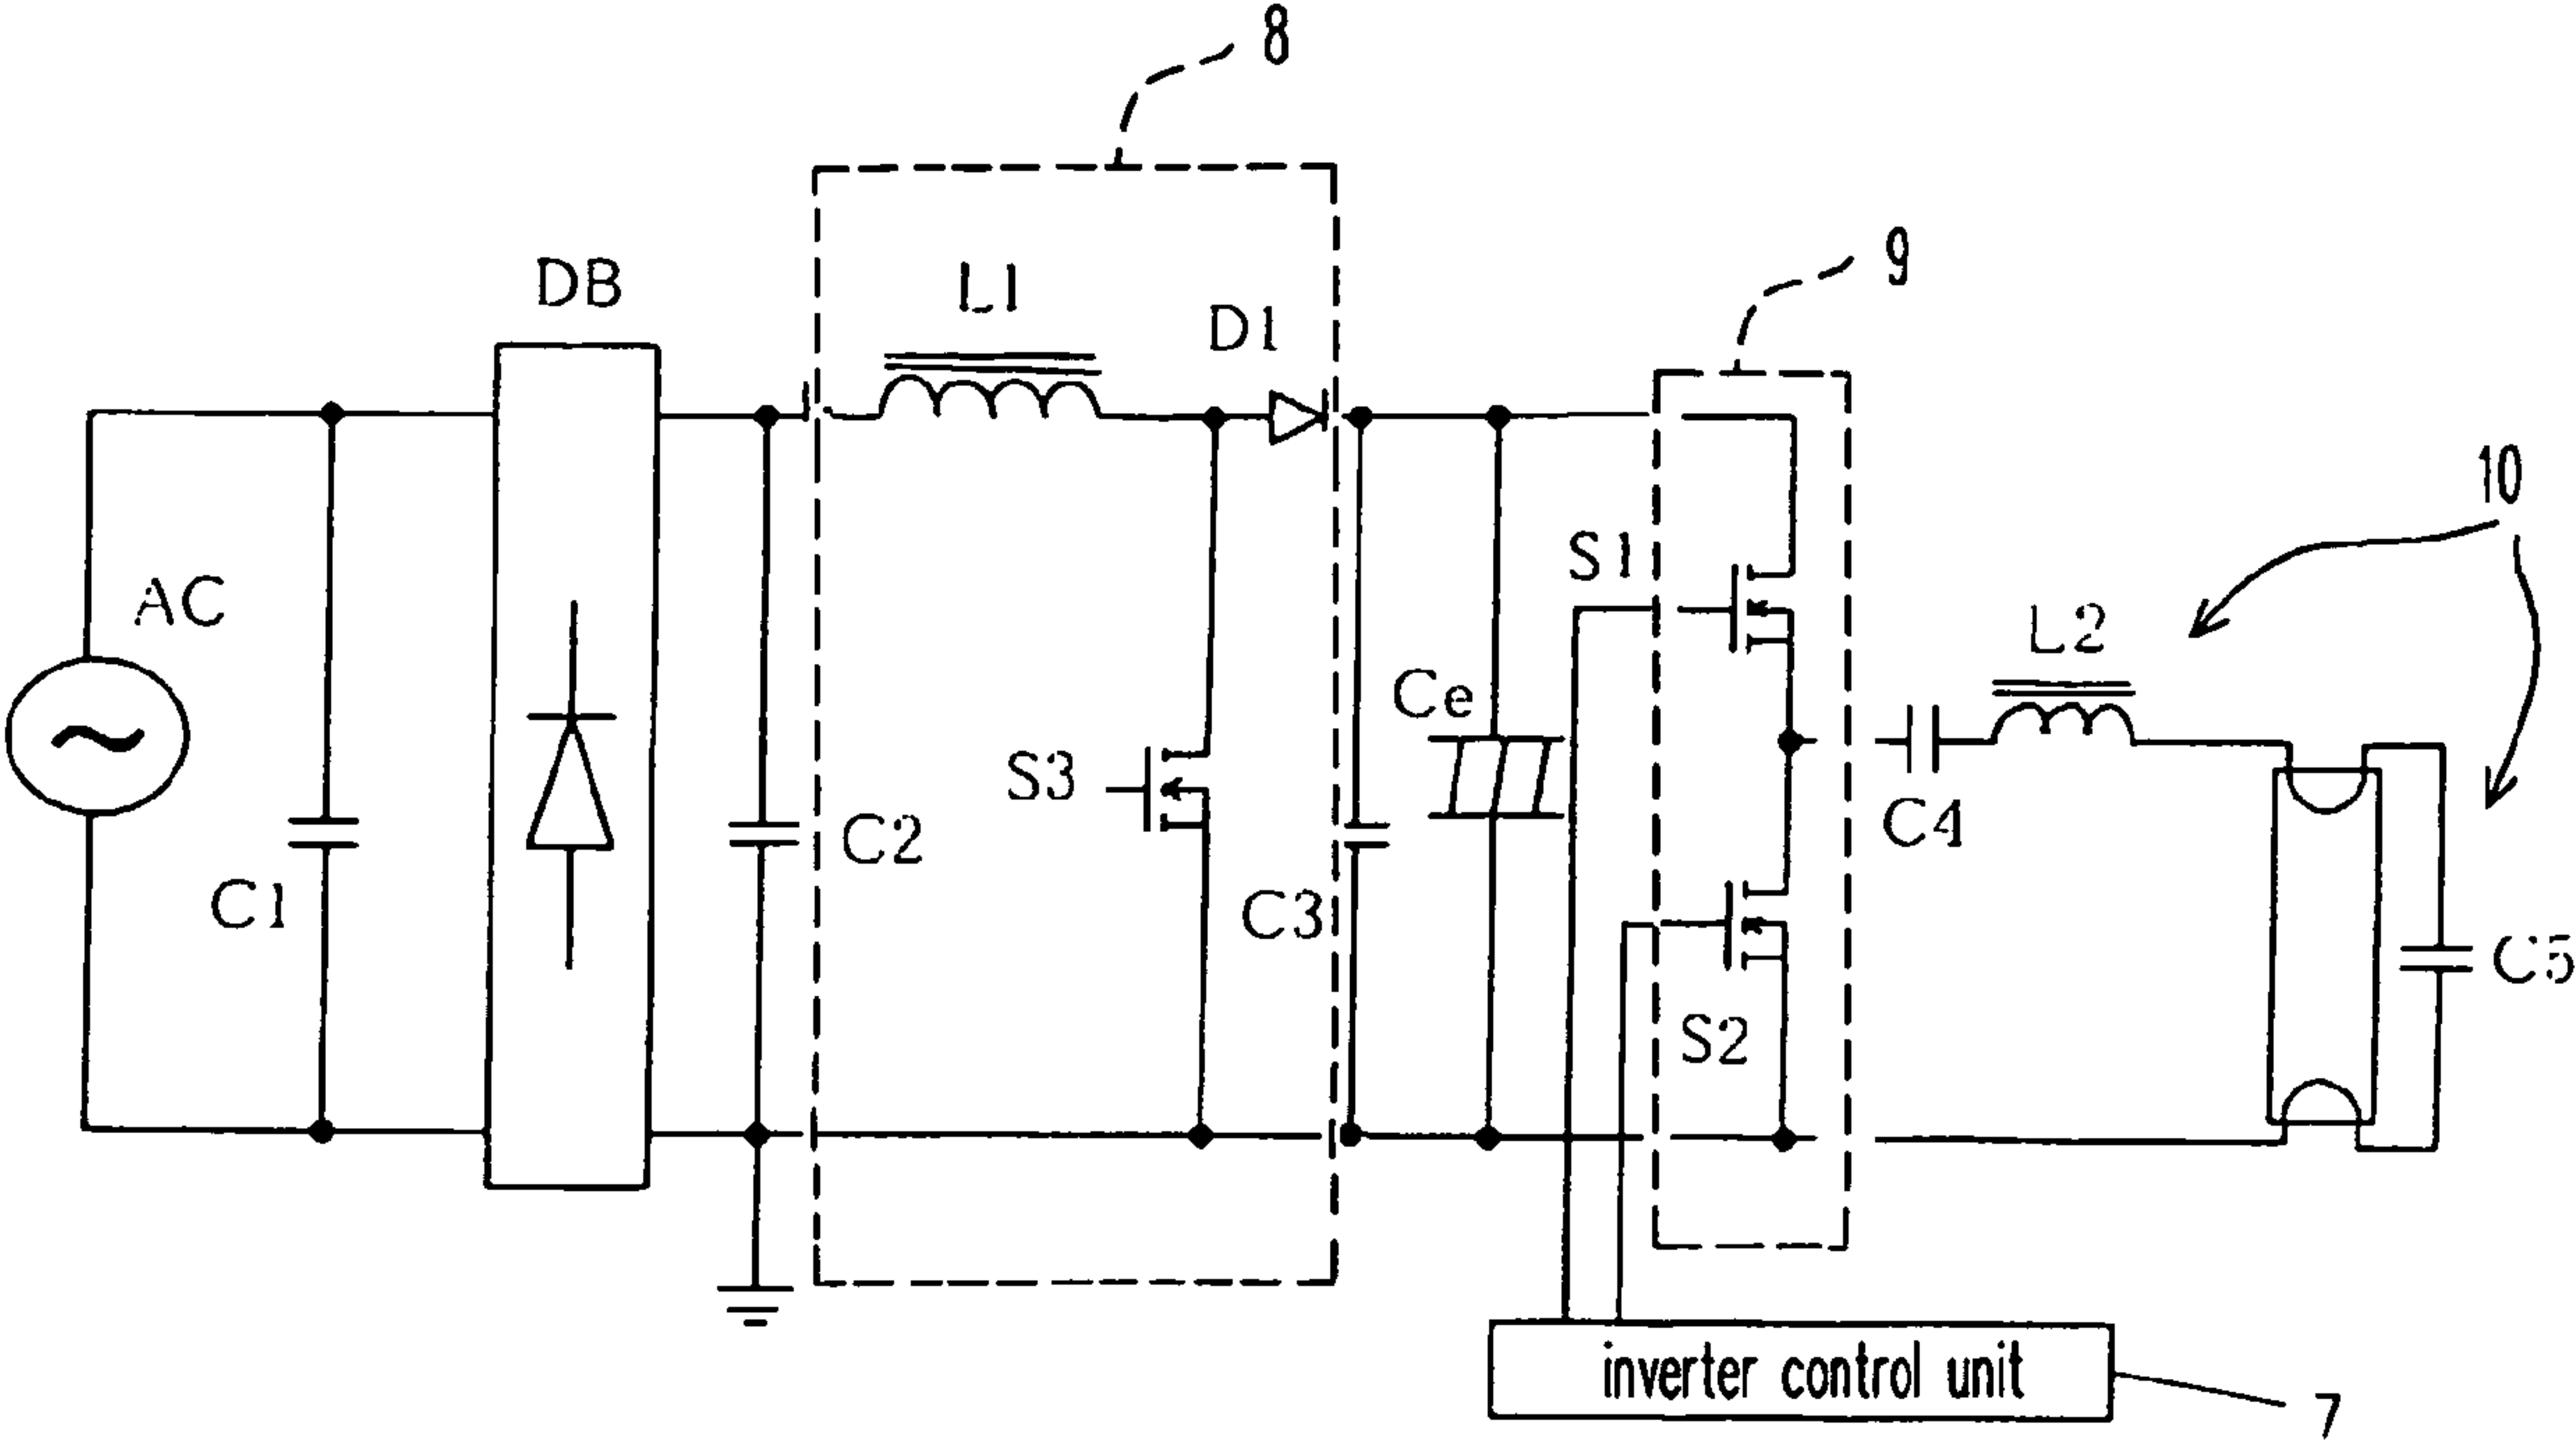 8
9
DB
L1
D1
10
AC
S1
L2
Ce
S3
C2
C4
C1
C3
C5
S2
inverter control unit
7